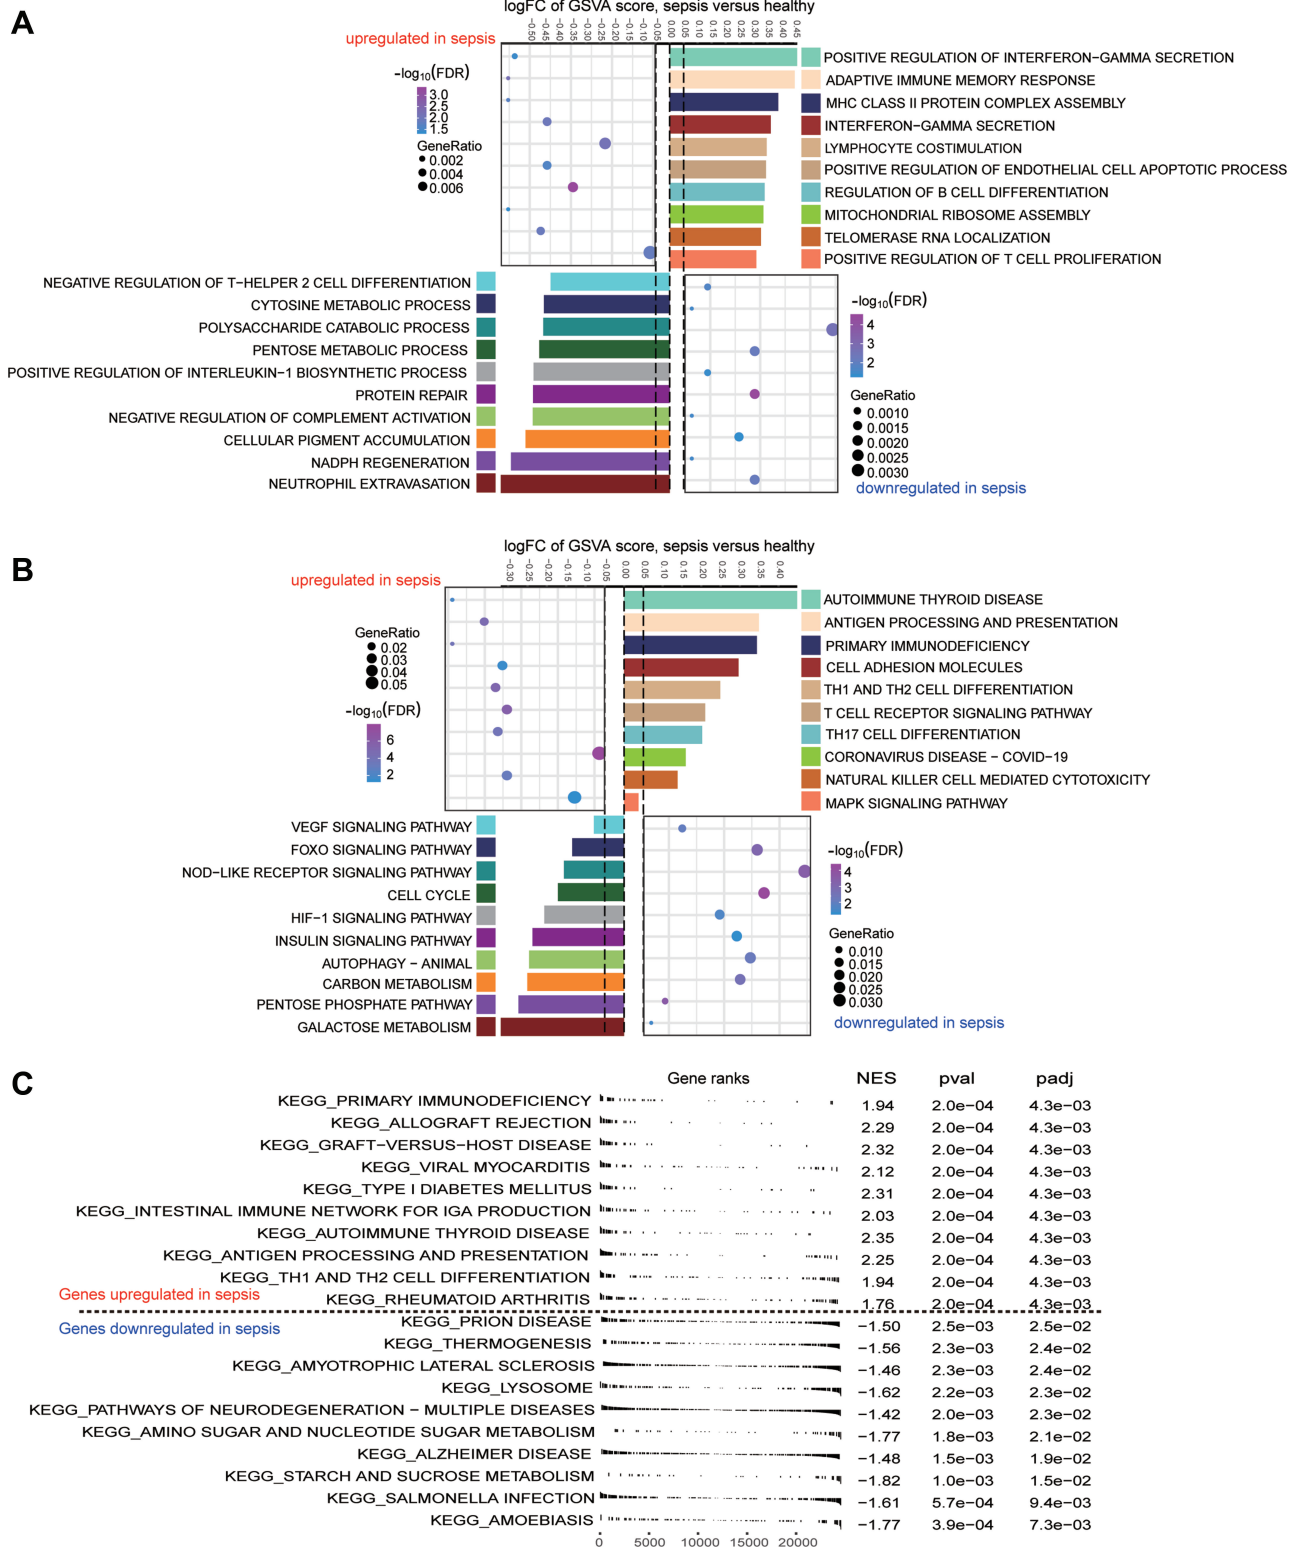 A
logFC of GSVA score, sepsis versus healthy
upregulated in sepsis
−0.50 −0.45 −0.40 −0.35 −0.30 −0.25 −0.20 −0.15 −0.10 −0.05 0.00 0.05 0.10 0.15 0.20 0.25 0.30 0.35 0.40 0.45
−log10(FDR)
3.0
2.5
2.0
1.5
GeneRatio
0.002
0.004
0.006
POSITIVE REGULATION OF INTERFERON−GAMMA SECRETION
ADAPTIVE IMMUNE MEMORY RESPONSE
MHC CLASS II PROTEIN COMPLEX ASSEMBLY
INTERFERON−GAMMA SECRETION
LYMPHOCYTE COSTIMULATION
POSITIVE REGULATION OF ENDOTHELIAL CELL APOPTOTIC PROCESS
REGULATION OF B CELL DIFFERENTIATION
MITOCHONDRIAL RIBOSOME ASSEMBLY
TELOMERASE RNA LOCALIZATION
POSITIVE REGULATION OF T CELL PROLIFERATION
NEGATIVE REGULATION OF T−HELPER 2 CELL DIFFERENTIATION
CYTOSINE METABOLIC PROCESS
POLYSACCHARIDE CATABOLIC PROCESS
PENTOSE METABOLIC PROCESS
POSITIVE REGULATION OF INTERLEUKIN−1 BIOSYNTHETIC PROCESS
PROTEIN REPAIR
NEGATIVE REGULATION OF COMPLEMENT ACTIVATION
CELLULAR PIGMENT ACCUMULATION
NADPH REGENERATION
NEUTROPHIL EXTRAVASATION
−log10(FDR)
4
3
2
GeneRatio
0.0010
0.0015
0.0020
0.0025
0.0030
downregulated in sepsis
B
logFC of GSVA score, sepsis versus healthy
upregulated in sepsis
−0.30 −0.25 −0.20 −0.15 −0.10 −0.05 0.00 0.05 0.10 0.15 0.20 0.25 0.30 0.35 0.40
GeneRatio
0.02
0.03
0.04
0.05
−log10(FDR)
6
4
2
AUTOIMMUNE THYROID DISEASE
ANTIGEN PROCESSING AND PRESENTATION
PRIMARY IMMUNODEFICIENCY
CELL ADHESION MOLECULES
TH1 AND TH2 CELL DIFFERENTIATION
T CELL RECEPTOR SIGNALING PATHWAY
TH17 CELL DIFFERENTIATION
CORONAVIRUS DISEASE − COVID−19
NATURAL KILLER CELL MEDIATED CYTOTOXICITY
MAPK SIGNALING PATHWAY
VEGF SIGNALING PATHWAY
FOXO SIGNALING PATHWAY
NOD−LIKE RECEPTOR SIGNALING PATHWAY
CELL CYCLE
HIF−1 SIGNALING PATHWAY
INSULIN SIGNALING PATHWAY
AUTOPHAGY − ANIMAL
CARBON METABOLISM
PENTOSE PHOSPHATE PATHWAY
GALACTOSE METABOLISM
−log10(FDR)
4
3
2
GeneRatio
0.010
0.015
0.020
0.025
0.030
downregulated in sepsis
C
Gene ranks NES pval padj
KEGG_PRIMARY IMMUNODEFICIENCY 1.94 2.0e−04 4.3e−03
KEGG_ALLOGRAFT REJECTION 2.29 2.0e−04 4.3e−03
KEGG_GRAFT−VERSUS−HOST DISEASE 2.32 2.0e−04 4.3e−03
KEGG_VIRAL MYOCARDITIS 2.12 2.0e−04 4.3e−03
KEGG_TYPE I DIABETES MELLITUS 2.31 2.0e−04 4.3e−03
KEGG_INTESTINAL IMMUNE NETWORK FOR IGA PRODUCTION 2.03 2.0e−04 4.3e−03
KEGG_AUTOIMMUNE THYROID DISEASE 2.35 2.0e−04 4.3e−03
KEGG_ANTIGEN PROCESSING AND PRESENTATION 2.25 2.0e−04 4.3e−03
KEGG_TH1 AND TH2 CELL DIFFERENTIATION 1.94 2.0e−04 4.3e−03
Genes upregulated in sepsis
KEGG_RHEUMATOID ARTHRITIS 1.76 2.0e−04 4.3e−03
Genes downregulated in sepsis
KEGG_PRION DISEASE −1.50 2.5e−03 2.5e−02
KEGG_THERMOGENESIS −1.56 2.3e−03 2.4e−02
KEGG_AMYOTROPHIC LATERAL SCLEROSIS −1.46 2.3e−03 2.4e−02
KEGG_LYSOSOME −1.62 2.2e−03 2.3e−02
KEGG_PATHWAYS OF NEURODEGENERATION − MULTIPLE DISEASES −1.42 2.0e−03 2.3e−02
KEGG_AMINO SUGAR AND NUCLEOTIDE SUGAR METABOLISM −1.77 1.8e−03 2.1e−02
KEGG_ALZHEIMER DISEASE −1.48 1.5e−03 1.9e−02
KEGG_STARCH AND SUCROSE METABOLISM −1.82 1.0e−03 1.5e−02
KEGG_SALMONELLA INFECTION −1.61 5.7e−04 9.4e−03
KEGG_AMOEBIASIS −1.77 3.9e−04 7.3e−03
0 5000 10000 15000 20000